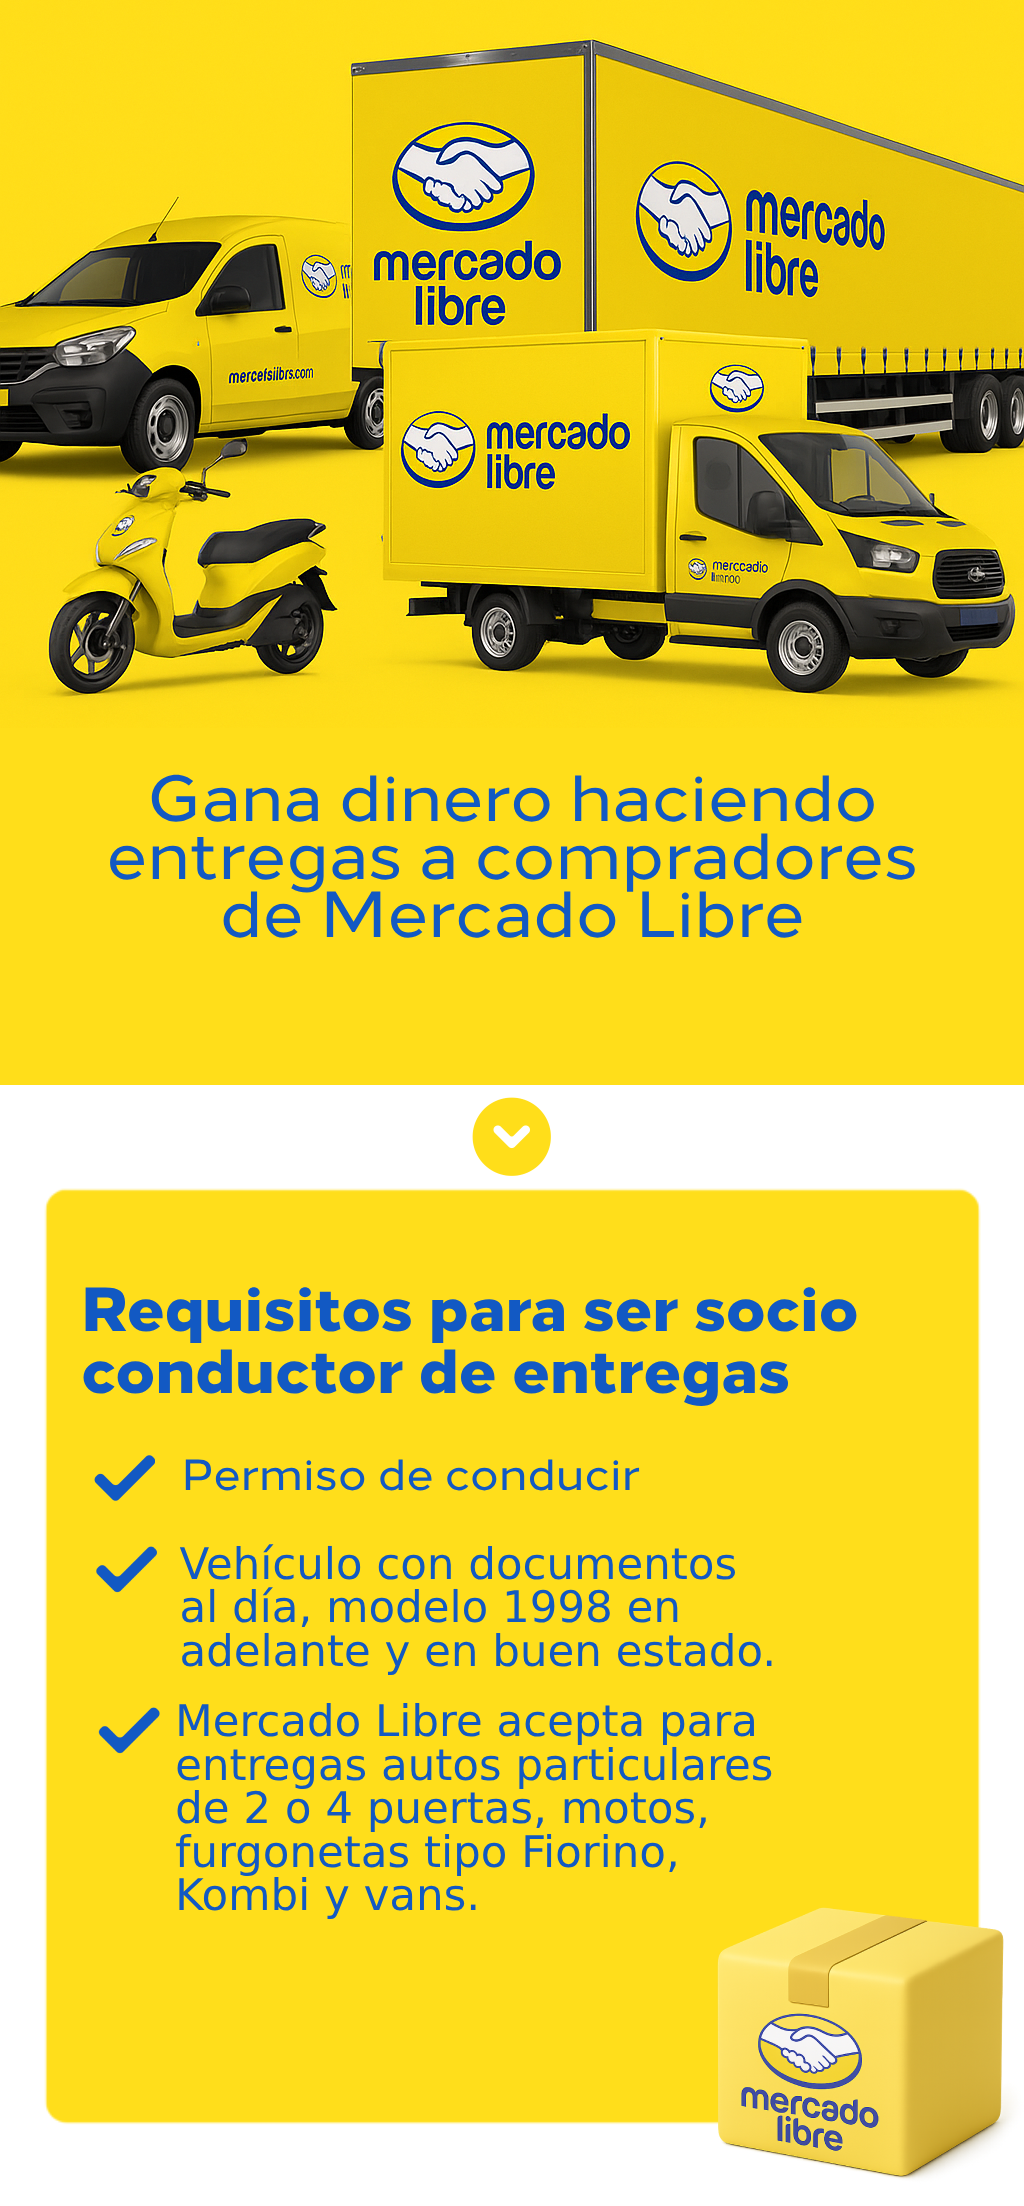 mercado
libre
mercado
libre
mercefsiibrs.com
mercado
libre
merccadio
Gana dinero haciendo
entregas a compradores
de Mercado Libre
Requisitos para ser socio
conductor de entregas
Permiso de conducir
Vehículo con documentos
al día, modelo 1998 en
adelante y en buen estado.
Mercado Libre acepta para
entregas autos particulares
de 2 o 4 puertas, motos,
furgonetas tipo Fiorino,
Kombi y vans.
mercado
libre